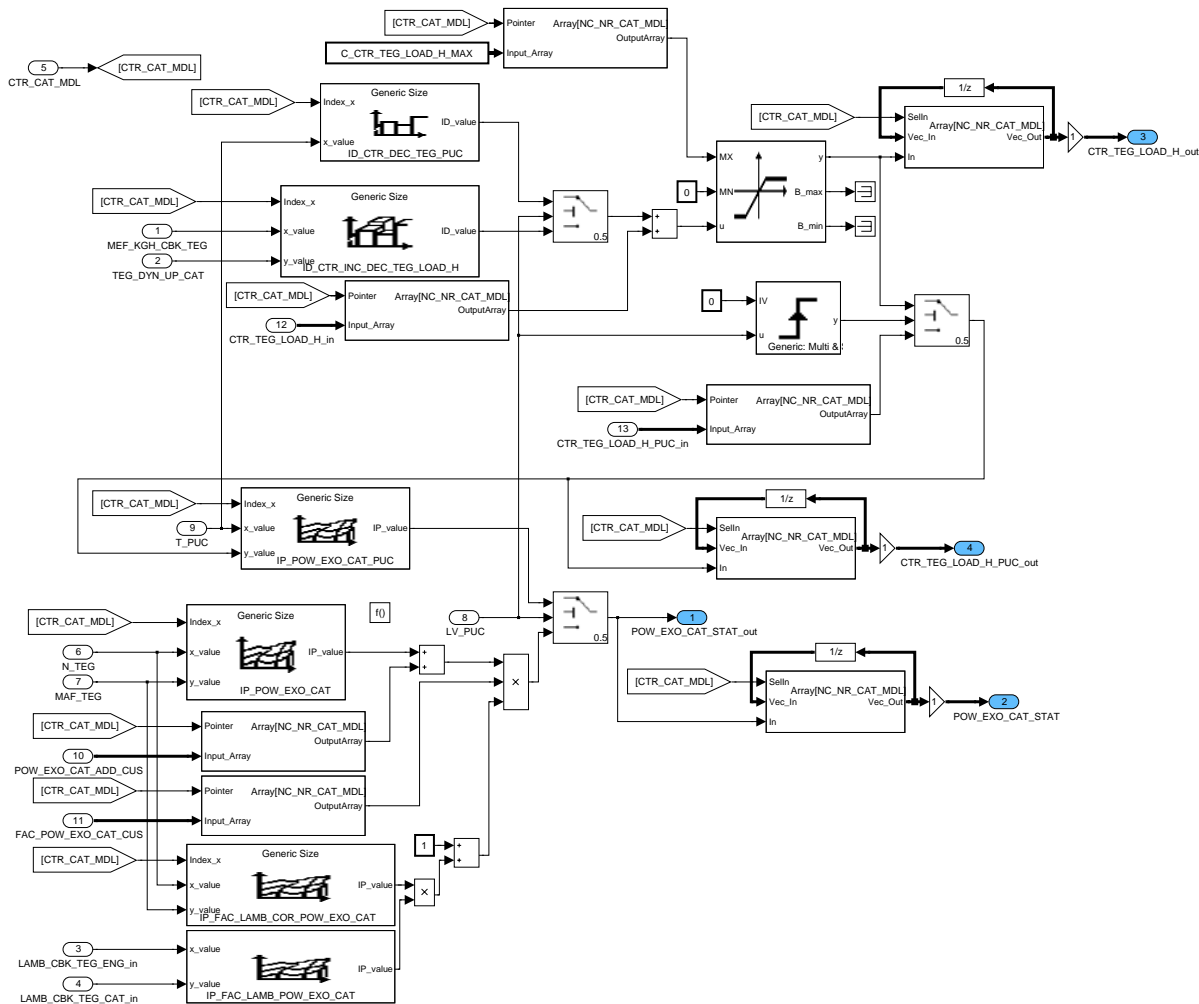 [CTR_CAT_MDL]
Pointer
Array[NC_NR_CAT_MDL]
OutputArray
C_CTR_TEG_LOAD_H_MAX
Input_Array
5
[CTR_CAT_MDL]
CTR_CAT_MDL
[CTR_CAT_MDL]
Index_x
Generic Size
ID_value
x_value
ID_CTR_DEC_TEG_PUC
1/z
[CTR_CAT_MDL]
SelIn
Array[NC_NR_CAT_MDL]
Vec_In
Vec_Out
In
1
3
CTR_TEG_LOAD_H_out
MX
y
0
MN
B_max
u
B_min
[CTR_CAT_MDL]
Index_x
Generic Size
1
x_value
ID_value
MEF_KGH_CBK_TEG
2
y_value
TEG_DYN_UP_CAT
ID_CTR_INC_DEC_TEG_LOAD_H
0.5
+
+
[CTR_CAT_MDL]
Pointer
Array[NC_NR_CAT_MDL]
OutputArray
12
Input_Array
CTR_TEG_LOAD_H_in
0
IV
y
u
Generic: Multi &
0.5
[CTR_CAT_MDL]
Pointer
Array[NC_NR_CAT_MDL]
OutputArray
13
Input_Array
CTR_TEG_LOAD_H_PUC_in
[CTR_CAT_MDL]
Index_x
Generic Size
9
x_value
IP_value
T_PUC
y_value
IP_POW_EXO_CAT_PUC
1/z
[CTR_CAT_MDL]
SelIn
Array[NC_NR_CAT_MDL]
Vec_In
Vec_Out
In
1
4
CTR_TEG_LOAD_H_PUC_out
[CTR_CAT_MDL]
Index_x
Generic Size
f()
6
x_value
IP_value
N_TEG
7
y_value
MAF_TEG
IP_POW_EXO_CAT
8
LV_PUC
0.5
1
POW_EXO_CAT_STAT_out
+
+
×
1/z
[CTR_CAT_MDL]
SelIn
Array[NC_NR_CAT_MDL]
Vec_In
Vec_Out
In
1
2
POW_EXO_CAT_STAT
[CTR_CAT_MDL]
Pointer
Array[NC_NR_CAT_MDL]
OutputArray
10
Input_Array
POW_EXO_CAT_ADD_CUS
[CTR_CAT_MDL]
Pointer
Array[NC_NR_CAT_MDL]
OutputArray
11
Input_Array
FAC_POW_EXO_CAT_CUS
1
+
+
[CTR_CAT_MDL]
Index_x
Generic Size
x_value
IP_value
y_value
IP_FAC_LAMB_COR_POW_EXO_CAT
×
3
x_value
LAMB_CBK_TEG_ENG_in
IP_value
4
y_value
LAMB_CBK_TEG_CAT_in
IP_FAC_LAMB_POW_EXO_CAT